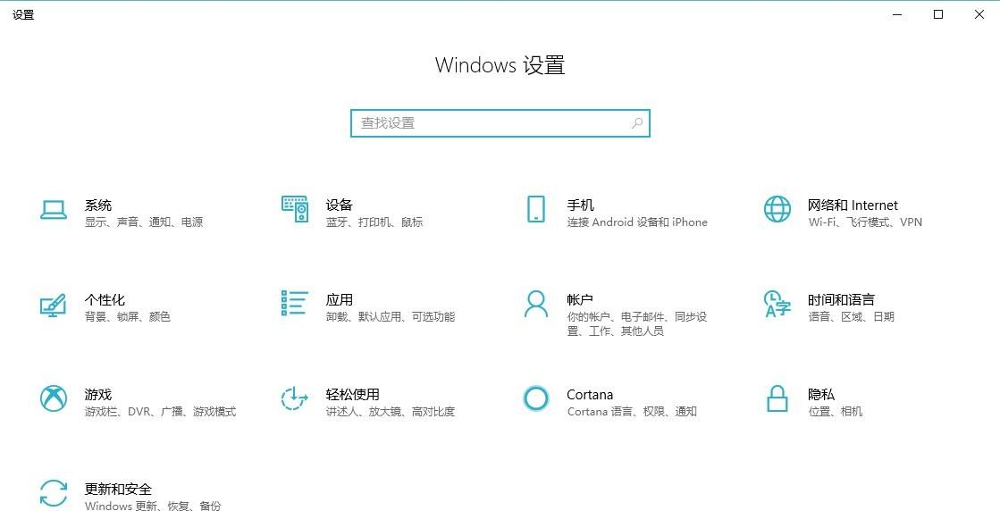 设置
Windows 设置
查找设置
系统
显示、声音、通知、电源
设备
蓝牙、打印机、鼠标
手机
连接 Android 设备和 iPhone
网络和 Internet
Wi-Fi、飞行模式、VPN
个性化
背景、锁屏、颜色
应用
卸载、默认应用、可选功能
帐户
你的帐户、电子邮件、同步设
置、工作、其他人员
时间和语言
语音、区域、日期
游戏
游戏栏、DVR、广播、游戏模式
轻松使用
讲述人、放大镜、高对比度
Cortana
Cortana 语言、权限、通知
隐私
位置、相机
更新和安全
Windows 更新、恢复、备份